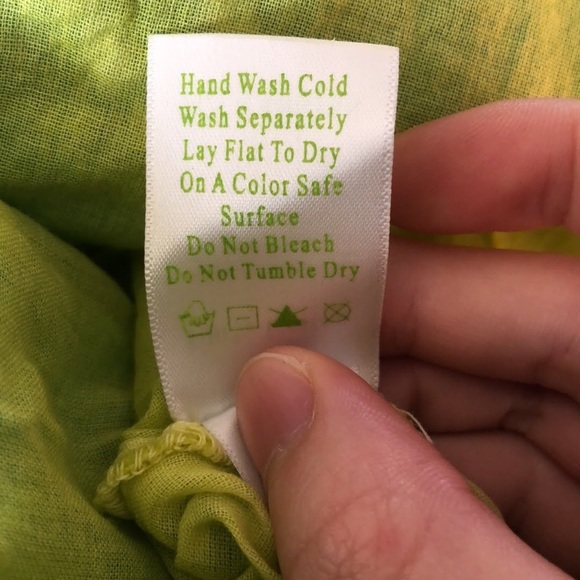 Hand Wash Cold
Wash Separately
Lay Flat To Dry
On A Color Safe
Surface
Do Not Bleach
Do Not Tumble Dry